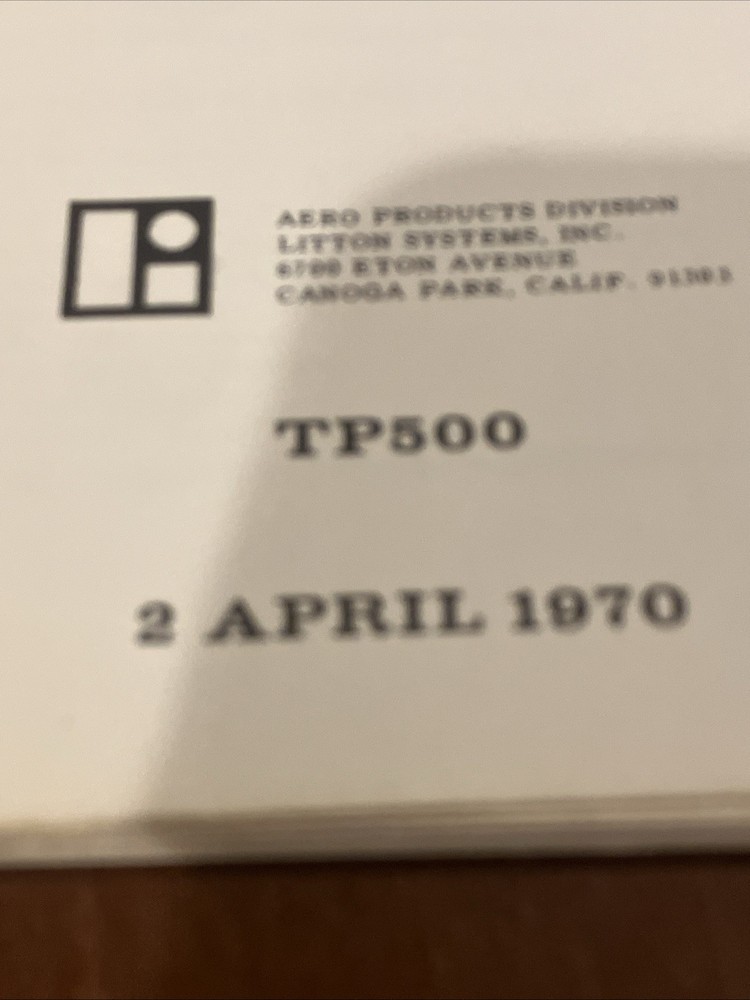 AERO PRODUCTS DIVISION
LITTON SYSTEMS, INC.
6700 ETON AVENUE
CANOGA PARK, CALIF. 91303
TP500
2 APRIL 1970